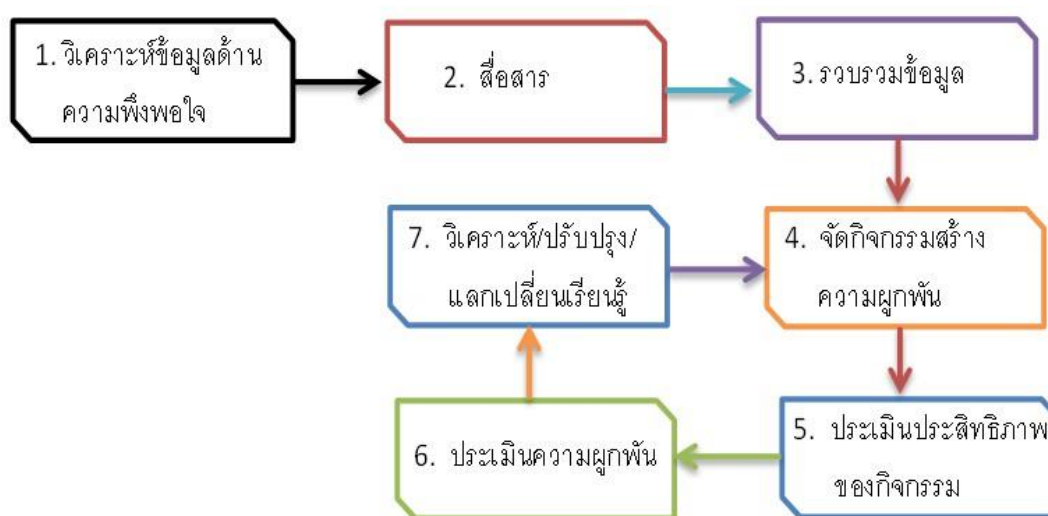 1. วิเคราะห์ข้อมูลด้าน
ความพึงพอใจ
2. สื่อสาร
3. รวบรวมข้อมูล
4. จัดกิจกรรมสร้าง
ความผูกพัน
5. ประเมินประสิทธิภาพ
ของกิจกรรม
6. ประเมินความผูกพัน
7. วิเคราะห์/ปรับปรุง/
แลกเปลี่ยนเรียนรู้